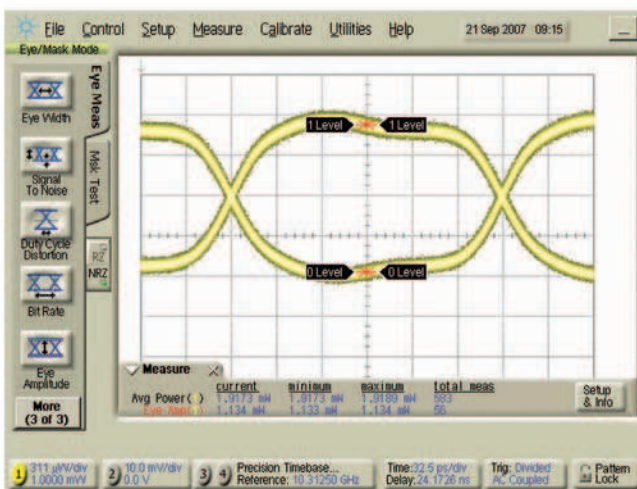 File Control Setup Measure Calibrate Utilities Help 21 Sep 2007 09:15
Eye/Mask Mode
Eye Meas
Msk Test
Eye Width
Signal
To Noise
Duty Cycle
Distortion
RZ
NRZ
Bit Rate
Eye
Amplitude
More
(3 of 3)
1 Level 1 Level
0 Level 0 Level
Measure
current minimum maximum total meas
Avg Power( ) 1.9173 mW 1.9173 mW 1.9189 mW 583
Eye Amp( ) 1.134 mW 1.133 mW 1.134 mW 56
Setup
& Info
1 311 µW/div
1.0000 mW
2 10.0 mV/div
0.0 V
3 4
Precision Timebase...
Reference: 10.31250 GHz
Time:32.5 ps/div
Delay:24.1726 ns
Trig: Divided
AC Coupled
Pattern
Lock